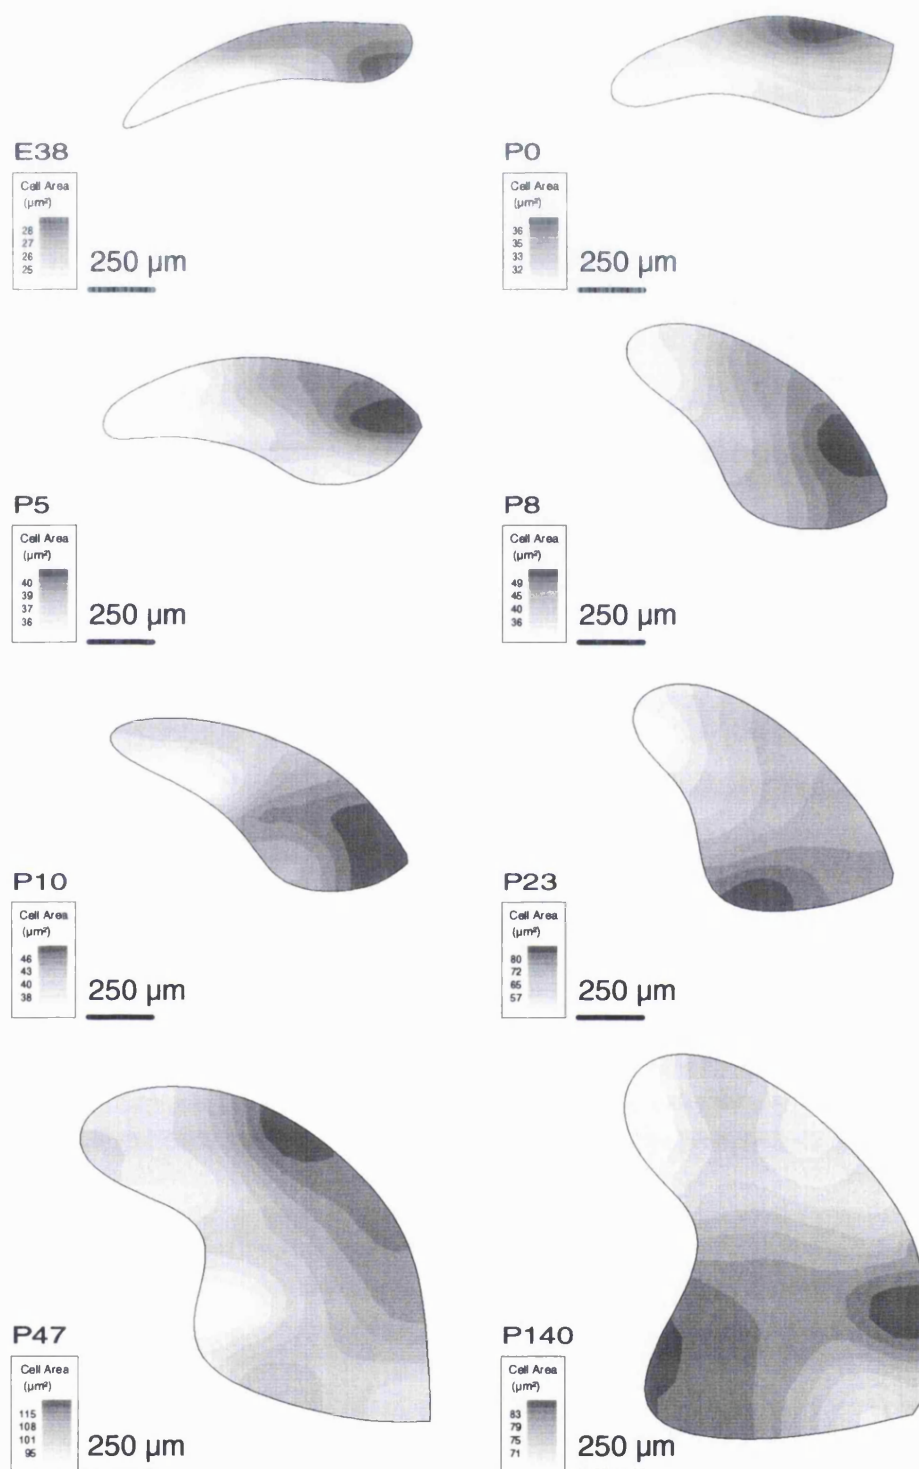 E38
Cell Area
(µm²)
28
27
26
25
250 µm
P0
Cell Area
(µm²)
36
35
33
32
250 µm
P5
Cell Area
(µm²)
40
39
37
36
250 µm
P8
Cell Area
(µm²)
49
45
40
36
250 µm
P10
Cell Area
(µm²)
46
43
40
38
250 µm
P23
Cell Area
(µm²)
80
72
65
57
250 µm
P47
Cell Area
(µm²)
115
108
101
95
250 µm
P140
Cell Area
(µm²)
83
79
75
71
250 µm